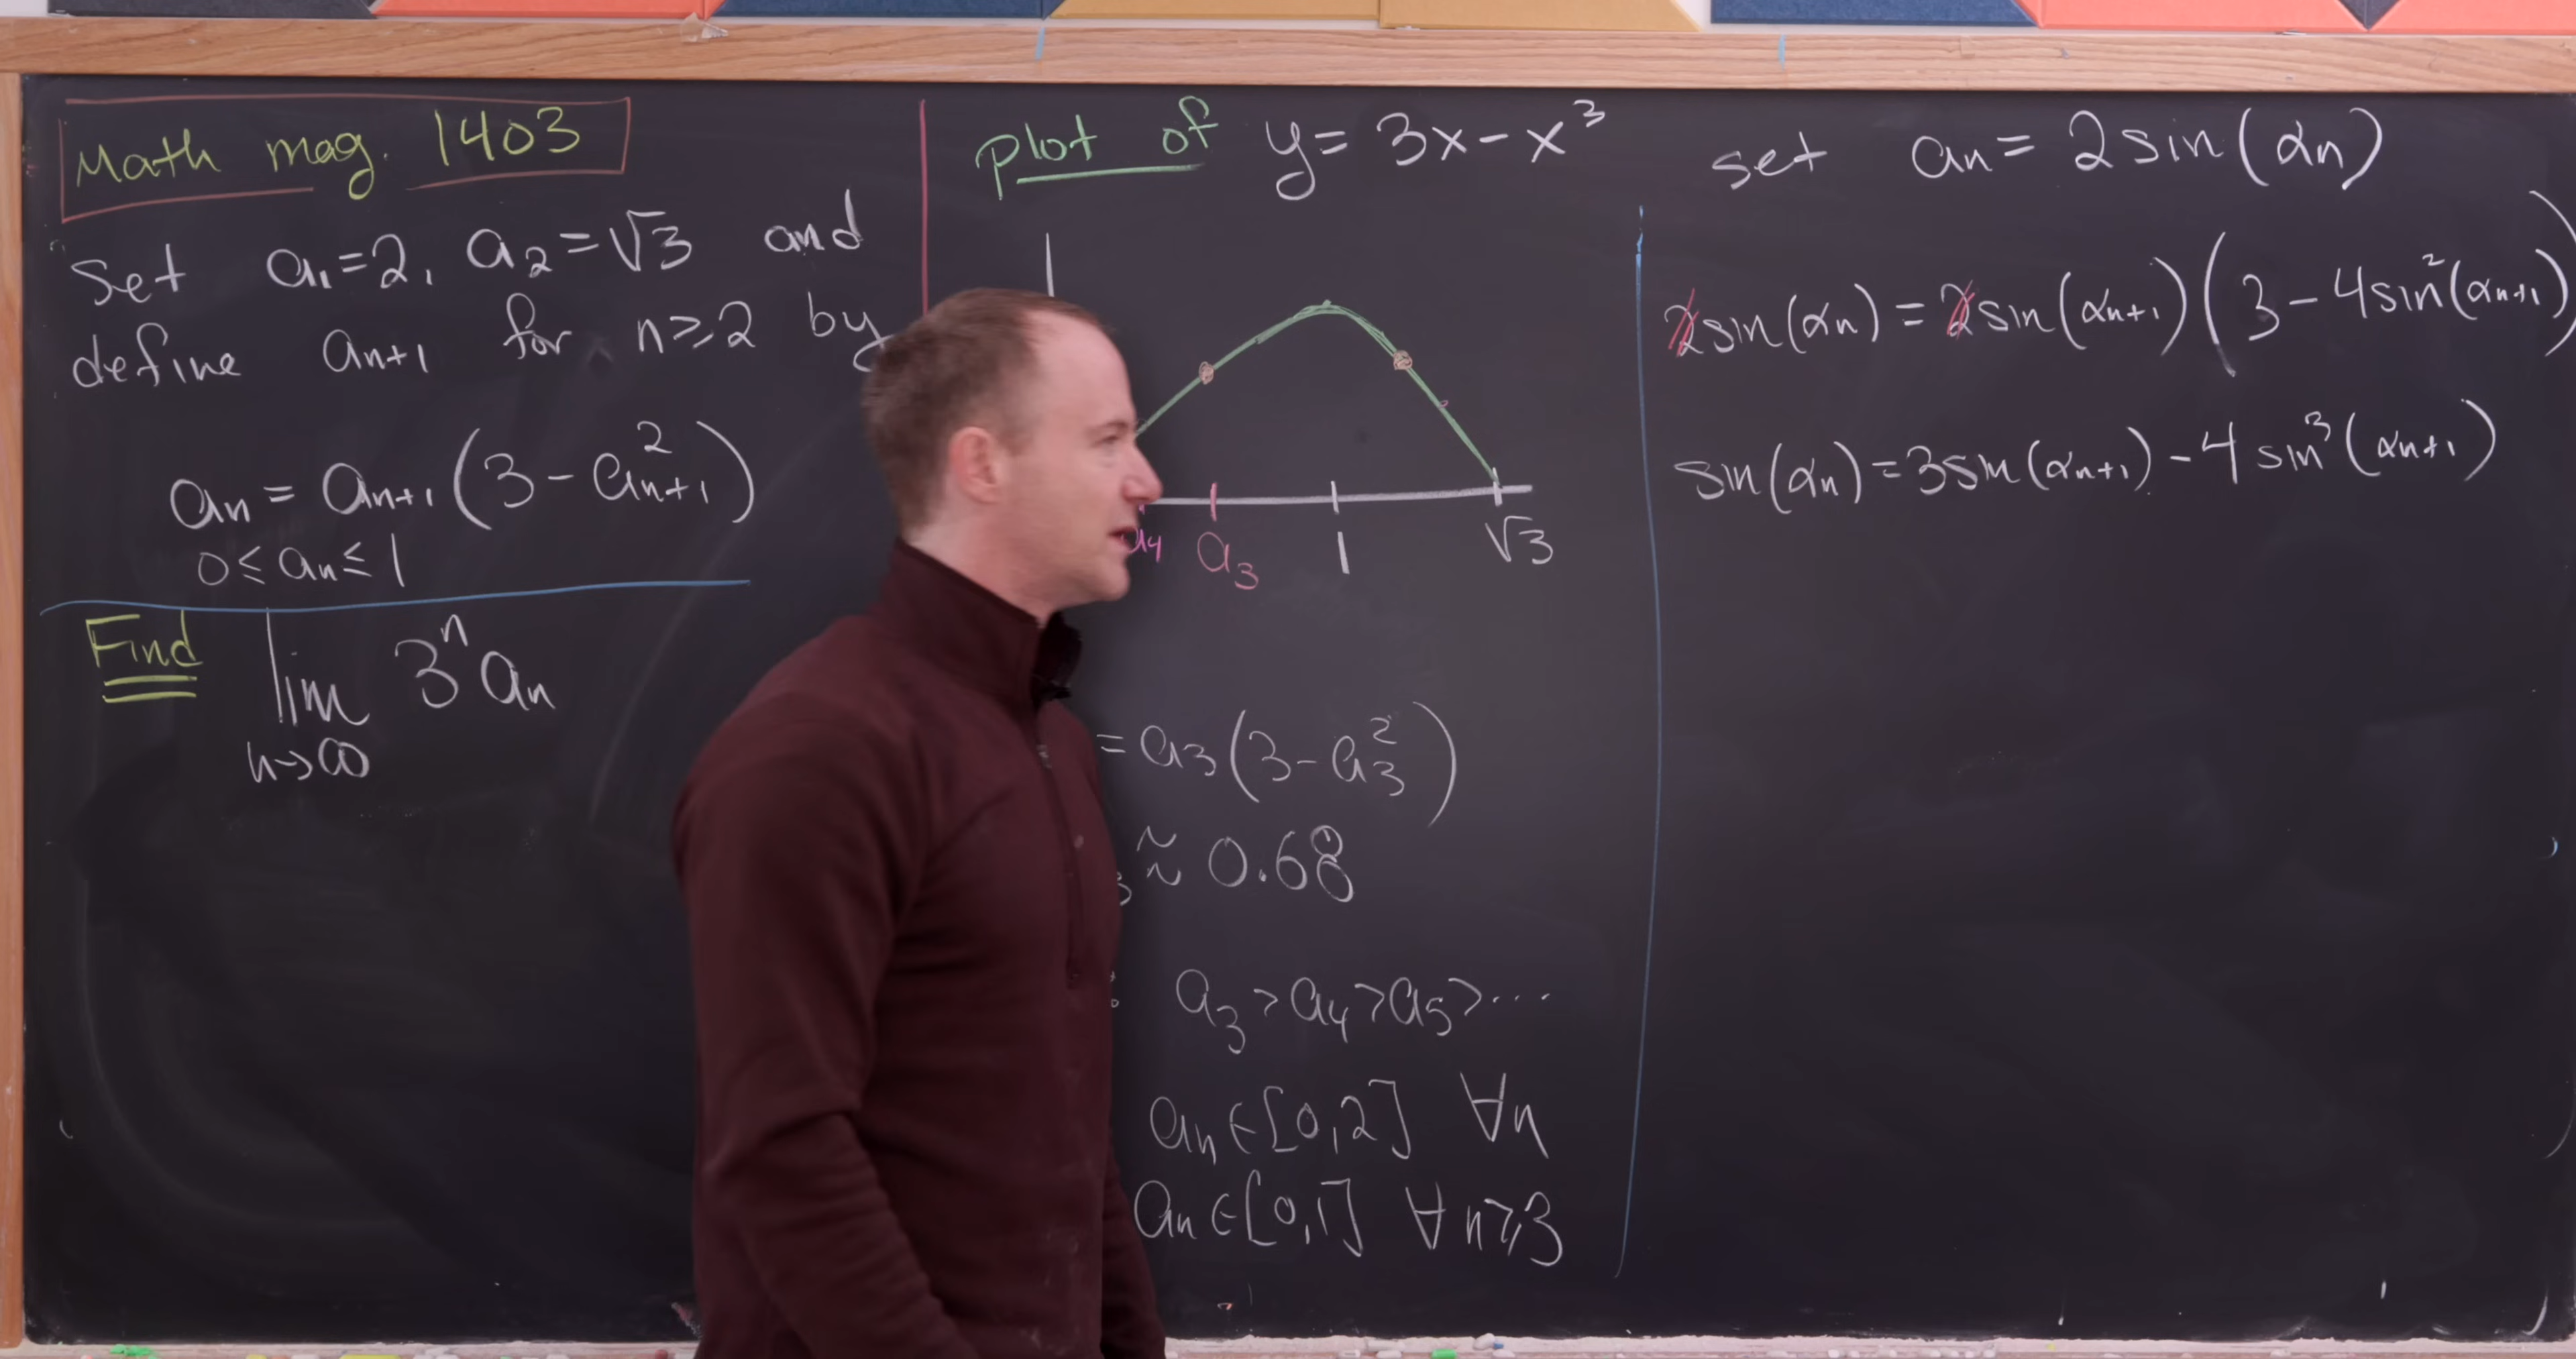 Math mag. 1403
Set a₁=2, a₂=√3 and
define aₙ₊₁ for n≥2 by
aₙ = aₙ₊₁(3-a²ₙ₊₁)
0≤aₙ≤1
Find lim 3ⁿaₙ
n→∞
Plot of y=3x-x³
a₄ a₃ 1 √3
=a₃(3-a₃²)
₃≈0.68
: a₃>a₄>a₅>...
aₙ∈[0,2] ∀n
aₙ∈[0,1] ∀n≥3
set aₙ=2sin(αₙ)
2sin(αₙ)=2sin(αₙ₊₁)(3-4sin²(αₙ₊₁))
sin(αₙ)=3sin(αₙ₊₁)-4sin³(αₙ₊₁)